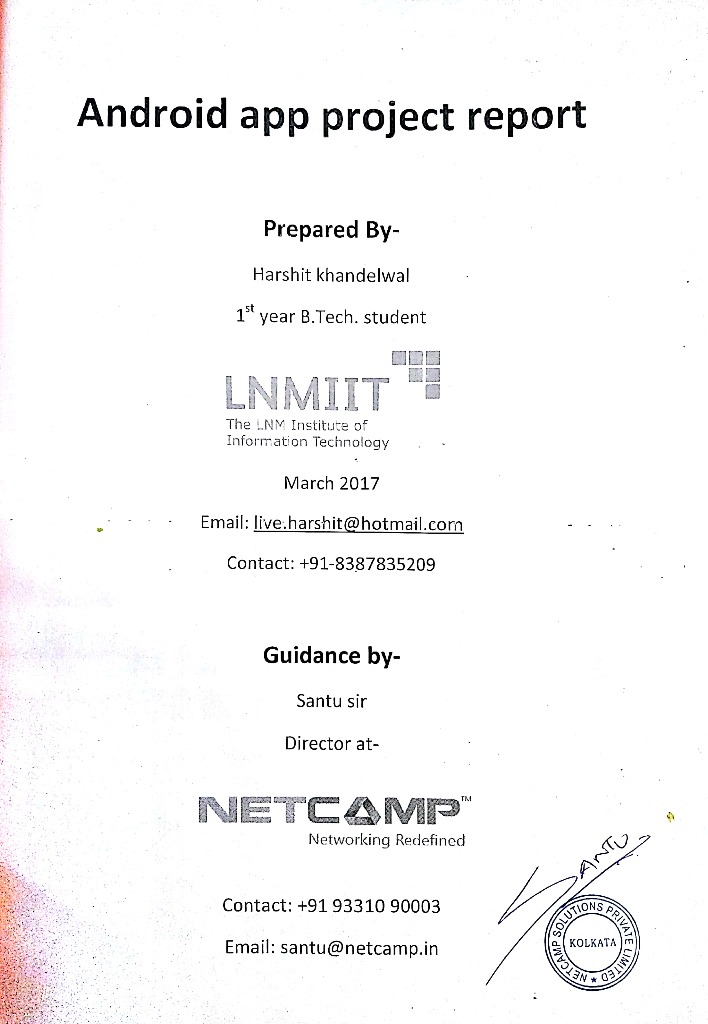 Android app project report
Prepared By-
Harshit khandelwal
1st year B.Tech. student
LNMIIT
The LNM Institute of
Information Technology
March 2017
Email: live.harshit@hotmail.com
Contact: +91-8387835209
Guidance by-
Santu sir
Director at-
NETCAMP™
Networking Redefined
Contact: +91 93310 90003
Email: santu@netcamp.in
SANTU
NETCAMP SOLUTIONS PRIVATE LIMITED ★
KOLKATA